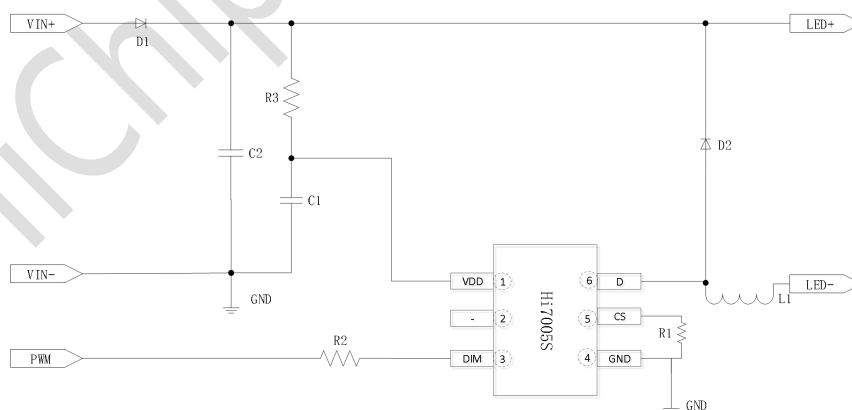 VIN+
D1
LED+
R3
C2
C1
D2
VIN-
GND
VDD
1
-
2
DIM
3
Hi7005S
6
D
5
CS
4
GND
R1
L1
LED-
PWM
R2
GND
iChip